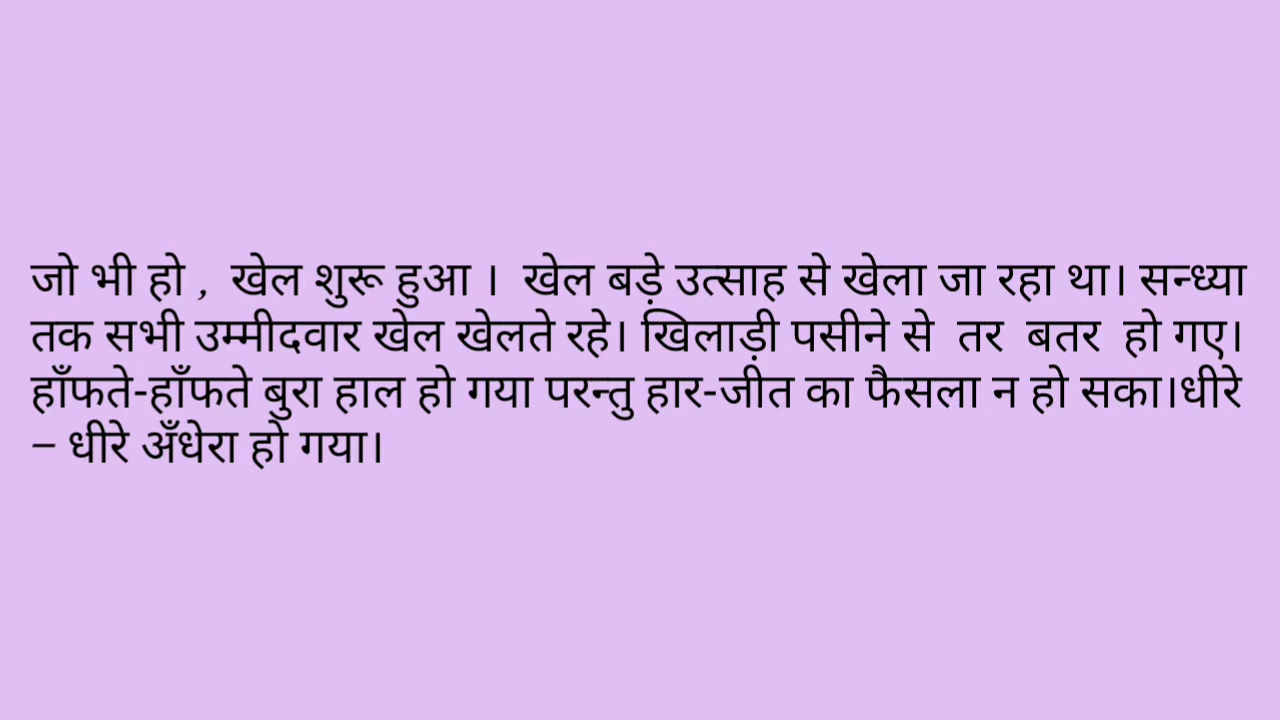 जो भी हो , खेल शुरू हुआ । खेल बड़े उत्साह से खेला जा रहा था। सन्ध्या
तक सभी उम्मीदवार खेल खेलते रहे। खिलाड़ी पसीने से तर बतर हो गए।
हाँफते-हाँफते बुरा हाल हो गया परन्तु हार-जीत का फैसला न हो सका।धीरे
– धीरे अँधेरा हो गया।